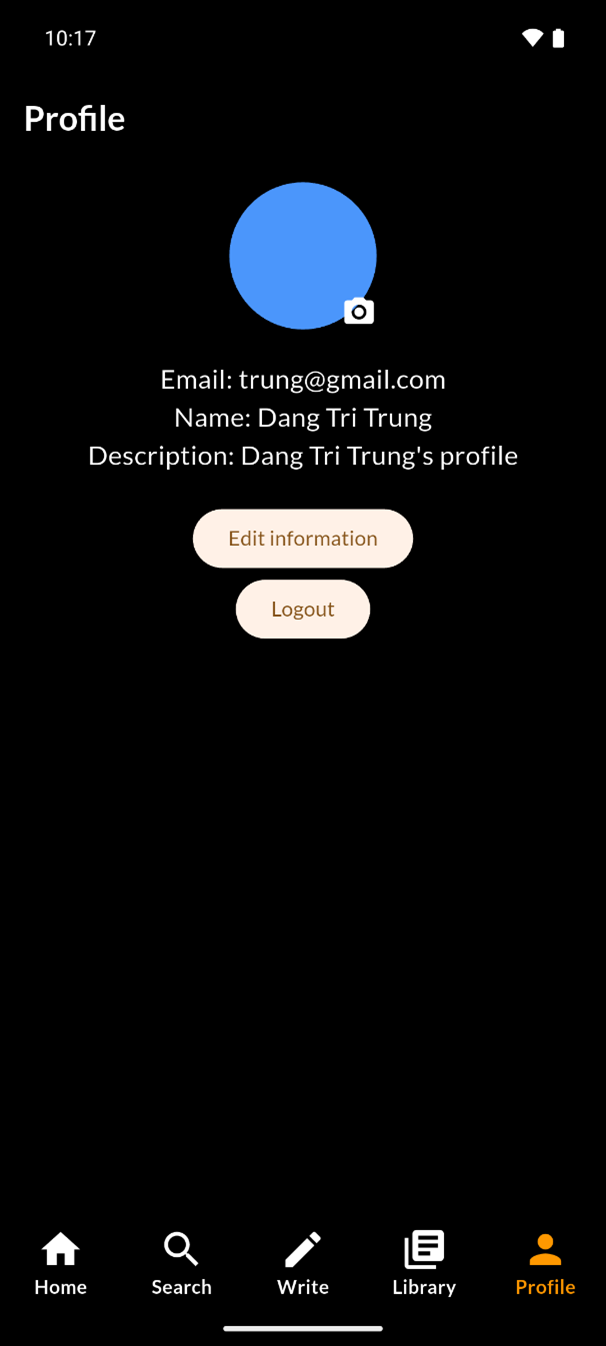 10:17
Profile
Email: trung@gmail.com
Name: Dang Tri Trung
Description: Dang Tri Trung's profile
Edit information
Logout
Home
Search
Write
Library
Profile